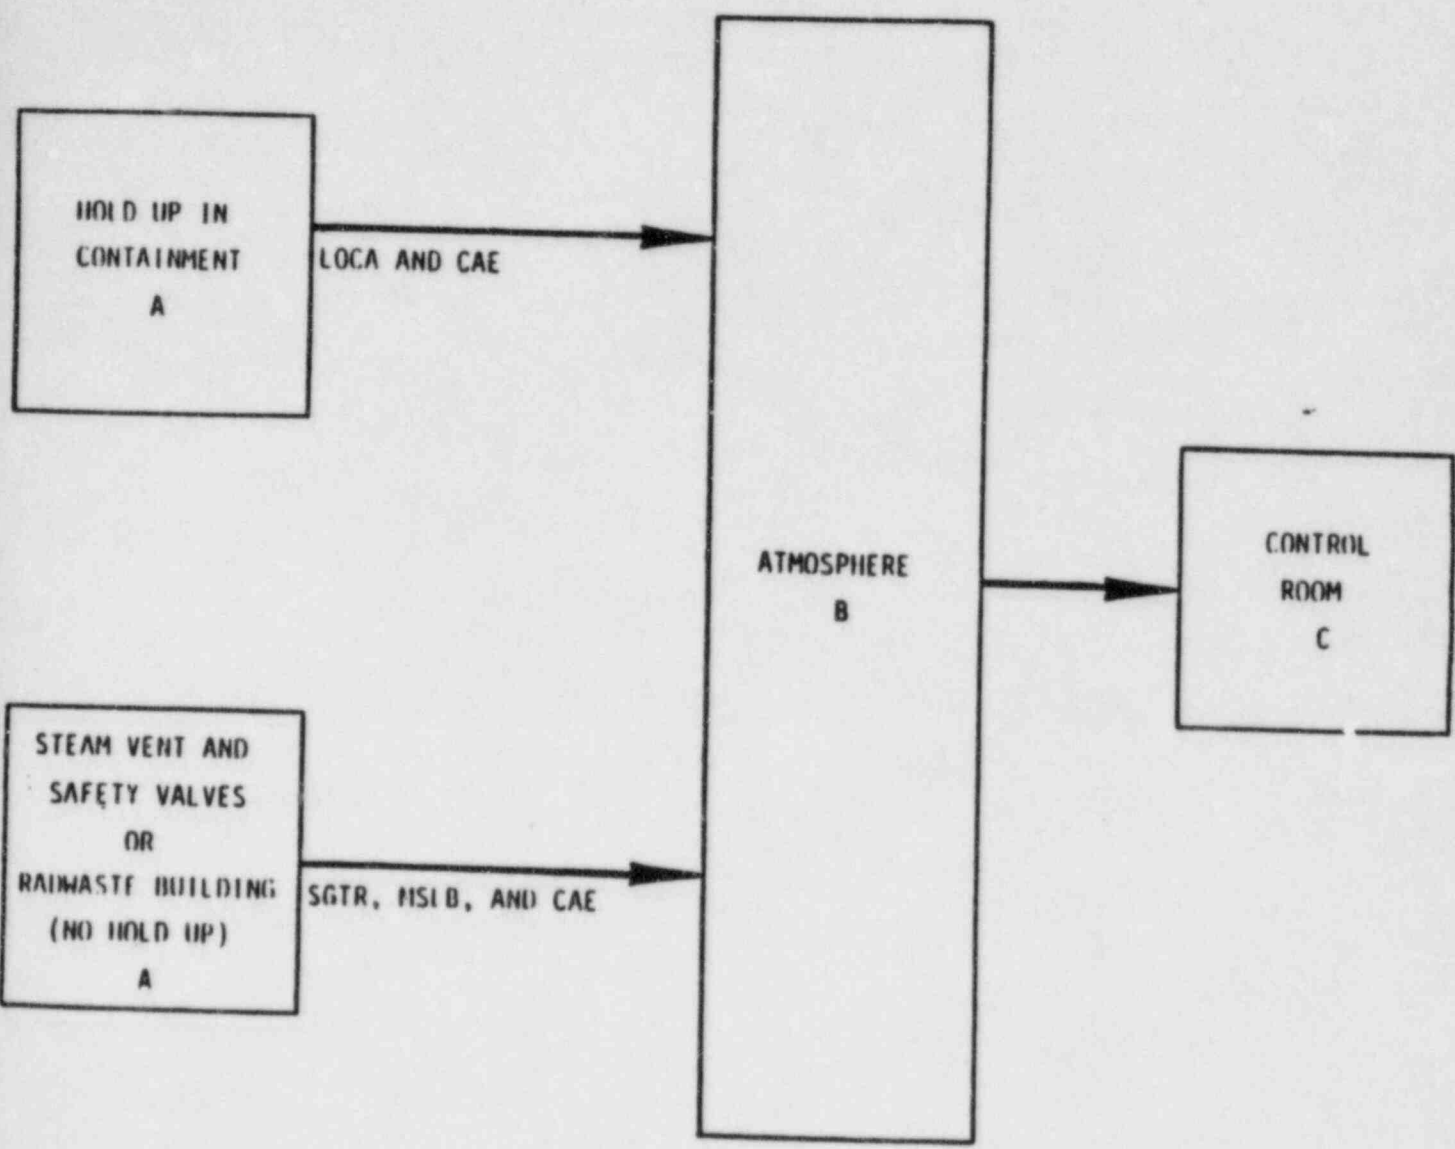 HOLD UP IN
CONTAINMENT
A
LOCA AND CAE
ATMOSPHERE
B
CONTROL
ROOM
C
STEAM VENT AND
SAFETY VALVES
OR
RADWASTE BUILDING
(NO HOLD UP)
A
SGTR, MSLB, AND CAE